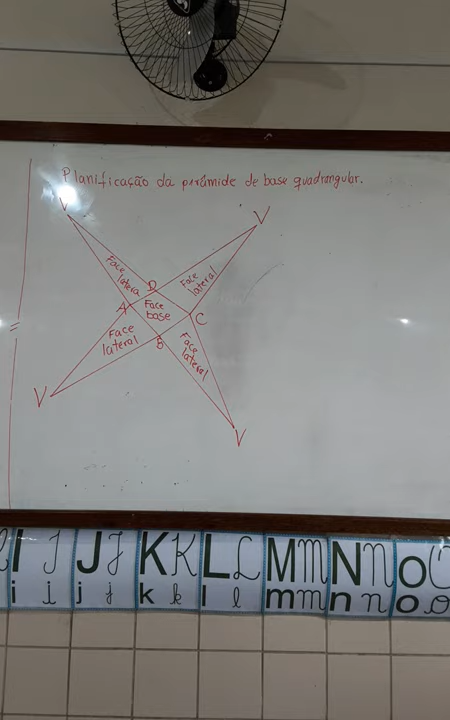 Planificação da pirâmide de base quadrangular.
V
V
Face
lateral
D
Face
lateral
A
Face
base
C
Face
lateral
B
Face
lateral
V
V
I J J K K L L M m N n O
i i j j k k l l m m n n o o